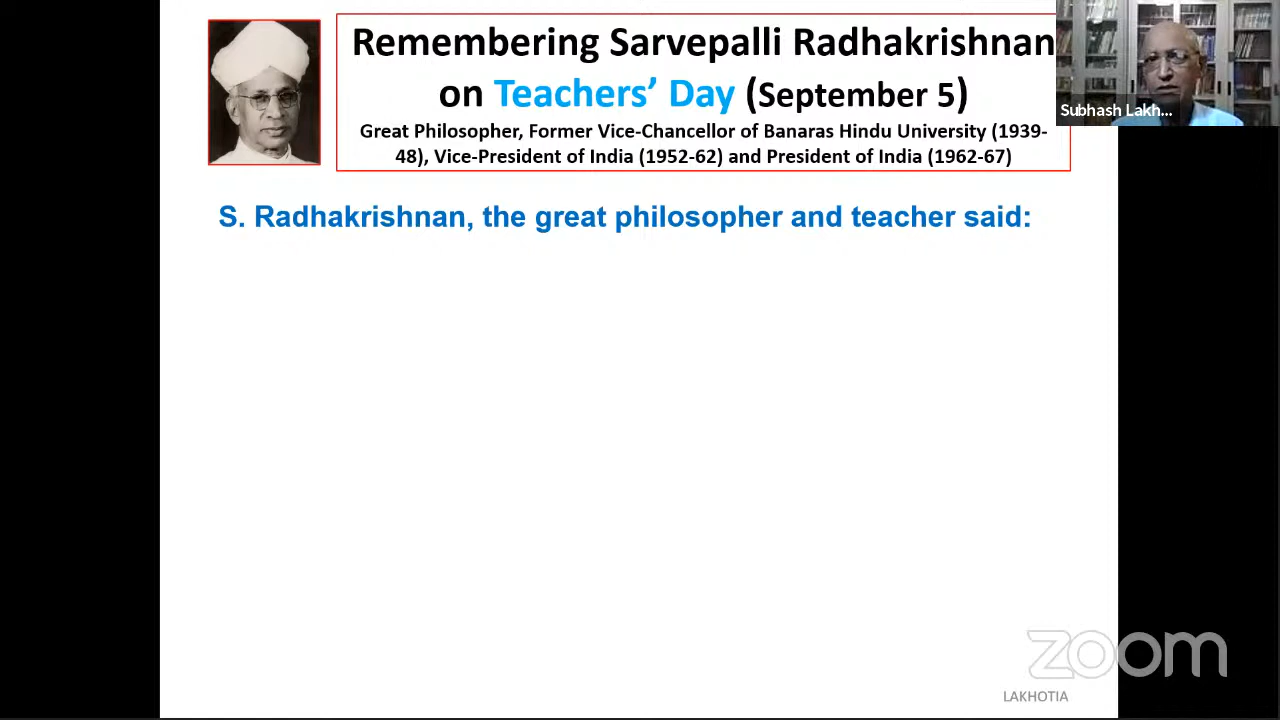 Remembering Sarvepalli Radhakrishnan
on Teachers’ Day (September 5)
Great Philosopher, Former Vice-Chancellor of Banaras Hindu University (1939-
48), Vice-President of India (1952-62) and President of India (1962-67)
Subhash Lakh...
S. Radhakrishnan, the great philosopher and teacher said:
zoom
LAKHOTIA